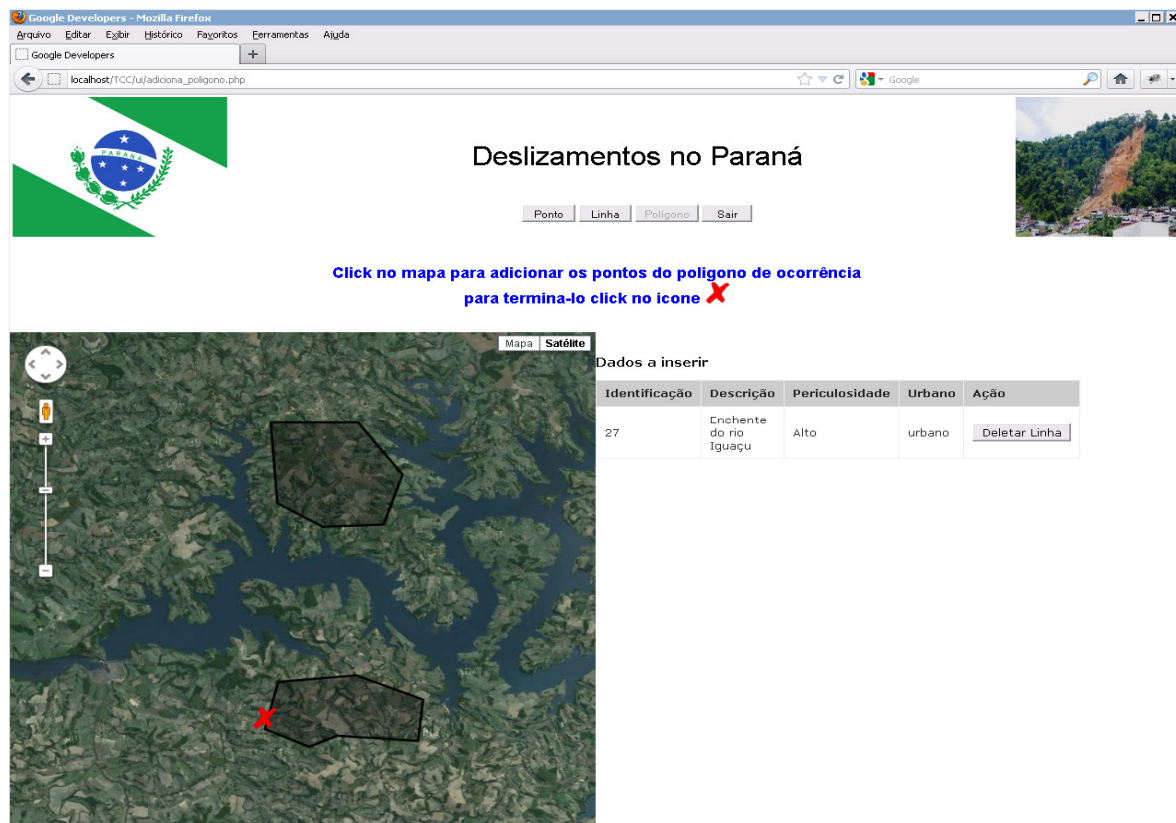 Google Developers - Mozilla Firefox
Arquivo Editar Exibir Histórico Favoritos Ferramentas Ajuda
Google Developers
localhost/TCC/ui/adiciona_poligono.php
Google
PARANÁ
Deslizamentos no Paraná
Ponto Linha Polígono Sair
Click no mapa para adicionar os pontos do poligono de ocorrência
para termina-lo click no icone
Mapa Satélite
Dados a inserir
Identificação Descrição Periculosidade Urbano Ação
27 Enchente do rio Iguaçu Alto urbano Deletar Linha